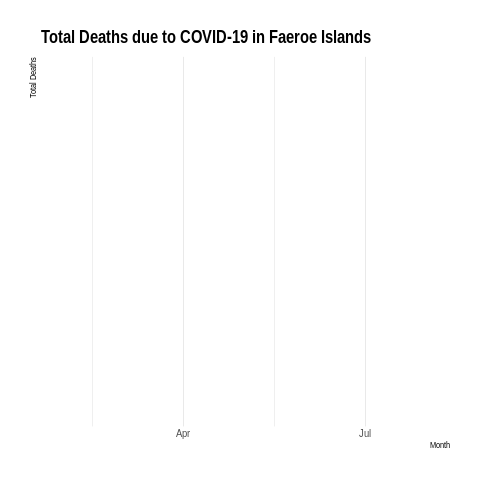 Total Deaths due to COVID-19 in Faeroe Islands
Total Deaths
Apr
Jul
Month